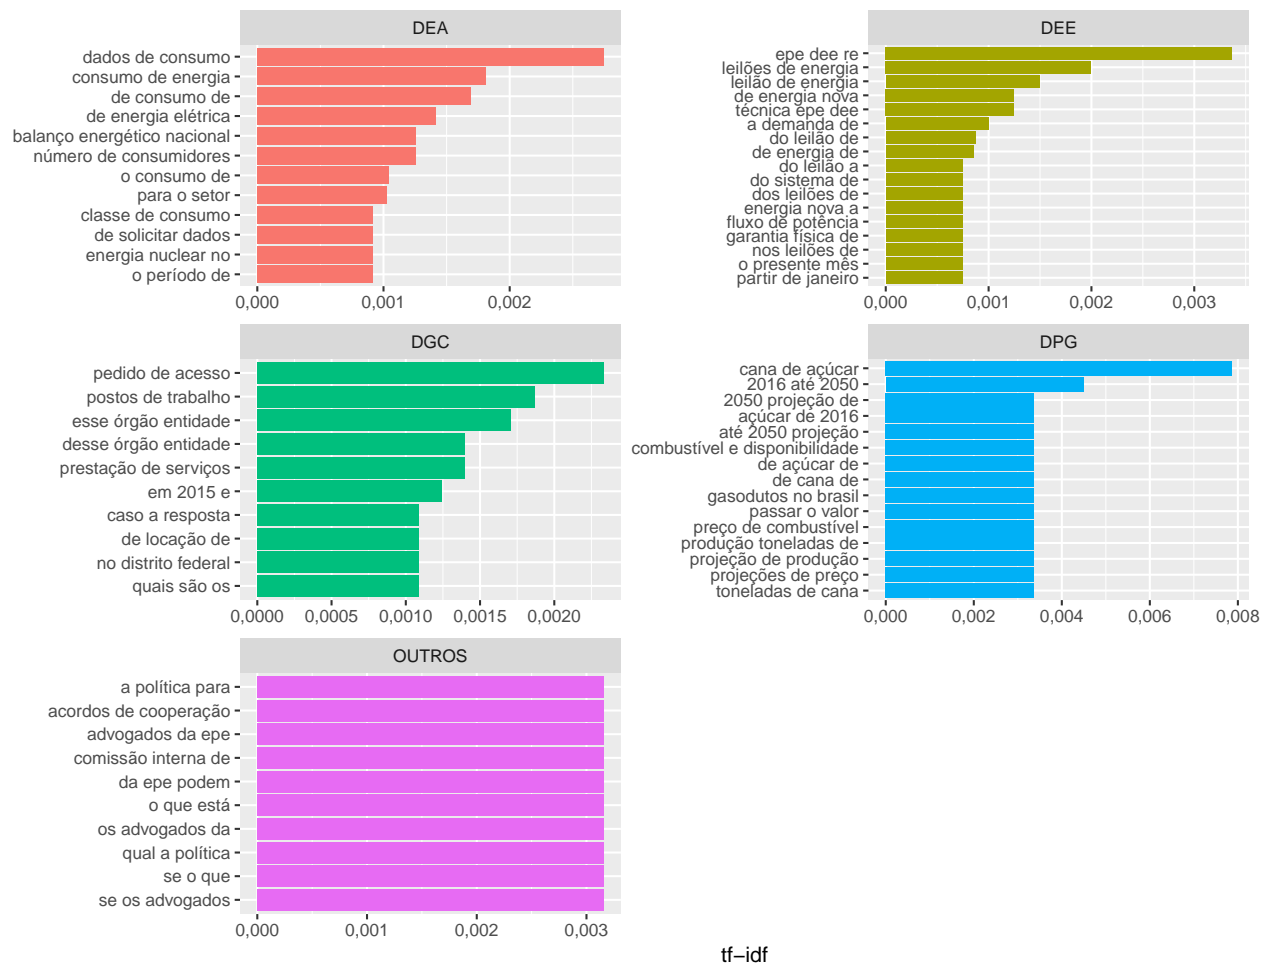 DEA
dados de consumo
consumo de energia
de consumo de
de energia elétrica
balanço energético nacional
número de consumidores
o consumo de
para o setor
classe de consumo
de solicitar dados
energia nuclear no
o período de
0,000 0,001 0,002
DEE
epe dee re
leilões de energia
leilão de energia
de energia nova
técnica epe dee
a demanda de
do leilão de
de energia de
do leilão a
do sistema de
dos leilões de
energia nova a
fluxo de potência
garantia física de
nos leilões de
o presente mês
partir de janeiro
0,000 0,001 0,002 0,003
DGC
pedido de acesso
postos de trabalho
esse órgão entidade
desse órgão entidade
prestação de serviços
em 2015 e
caso a resposta
de locação de
no distrito federal
quais são os
0,0000 0,0005 0,0010 0,0015 0,0020
DPG
cana de açúcar
2016 até 2050
2050 projeção de
açúcar de 2016
até 2050 projeção
combustível e disponibilidade
de açúcar de
de cana de
gasodutos no brasil
passar o valor
preço de combustível
produção toneladas de
projeção de produção
projeções de preço
toneladas de cana
0,000 0,002 0,004 0,006 0,008
OUTROS
a política para
acordos de cooperação
advogados da epe
comissão interna de
da epe podem
o que está
os advogados da
qual a política
se o que
se os advogados
0,000 0,001 0,002 0,003
tf−idf